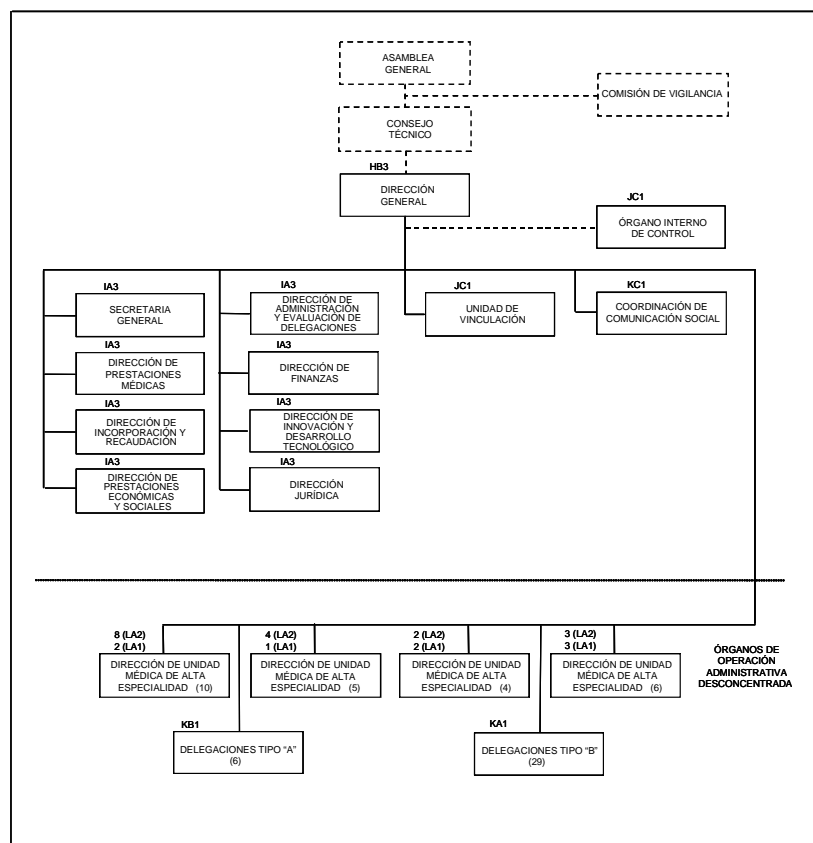 ASAMBLEA
GENERAL
COMISIÓN DE VIGILANCIA
CONSEJO
TÉCNICO
HB3
DIRECCIÓN
GENERAL
JC1
ÓRGANO INTERNO
DE CONTROL
IA3
SECRETARIA
GENERAL
IA3
DIRECCIÓN DE
ADMINISTRACIÓN
Y EVALUACIÓN DE
DELEGACIONES
JC1
UNIDAD DE
VINCULACIÓN
KC1
COORDINACIÓN DE
COMUNICACIÓN SOCIAL
IA3
DIRECCIÓN DE
PRESTACIONES
MÉDICAS
IA3
DIRECCIÓN DE
FINANZAS
IA3
DIRECCIÓN DE
INCORPORACIÓN Y
RECAUDACIÓN
IA3
DIRECCIÓN DE
INNOVACIÓN Y
DESARROLLO
TECNOLÓGICO
IA3
DIRECCIÓN DE
PRESTACIONES
ECONÓMICAS
Y SOCIALES
IA3
DIRECCIÓN
JURÍDICA
8 (LA2)
2 (LA1)
DIRECCIÓN DE UNIDAD
MÉDICA DE ALTA
ESPECIALIDAD (10)
4 (LA2)
1 (LA1)
DIRECCIÓN DE UNIDAD
MÉDICA DE ALTA
ESPECIALIDAD (5)
2 (LA2)
2 (LA1)
DIRECCIÓN DE UNIDAD
MÉDICA DE ALTA
ESPECIALIDAD (4)
3 (LA2)
3 (LA1)
DIRECCIÓN DE UNIDAD
MÉDICA DE ALTA
ESPECIALIDAD (6)
ÓRGANOS DE
OPERACIÓN
ADMINISTRATIVA
DESCONCENTRADA
KB1
DELEGACIONES TIPO “A”
(6)
KA1
DELEGACIONES TIPO “B”
(29)